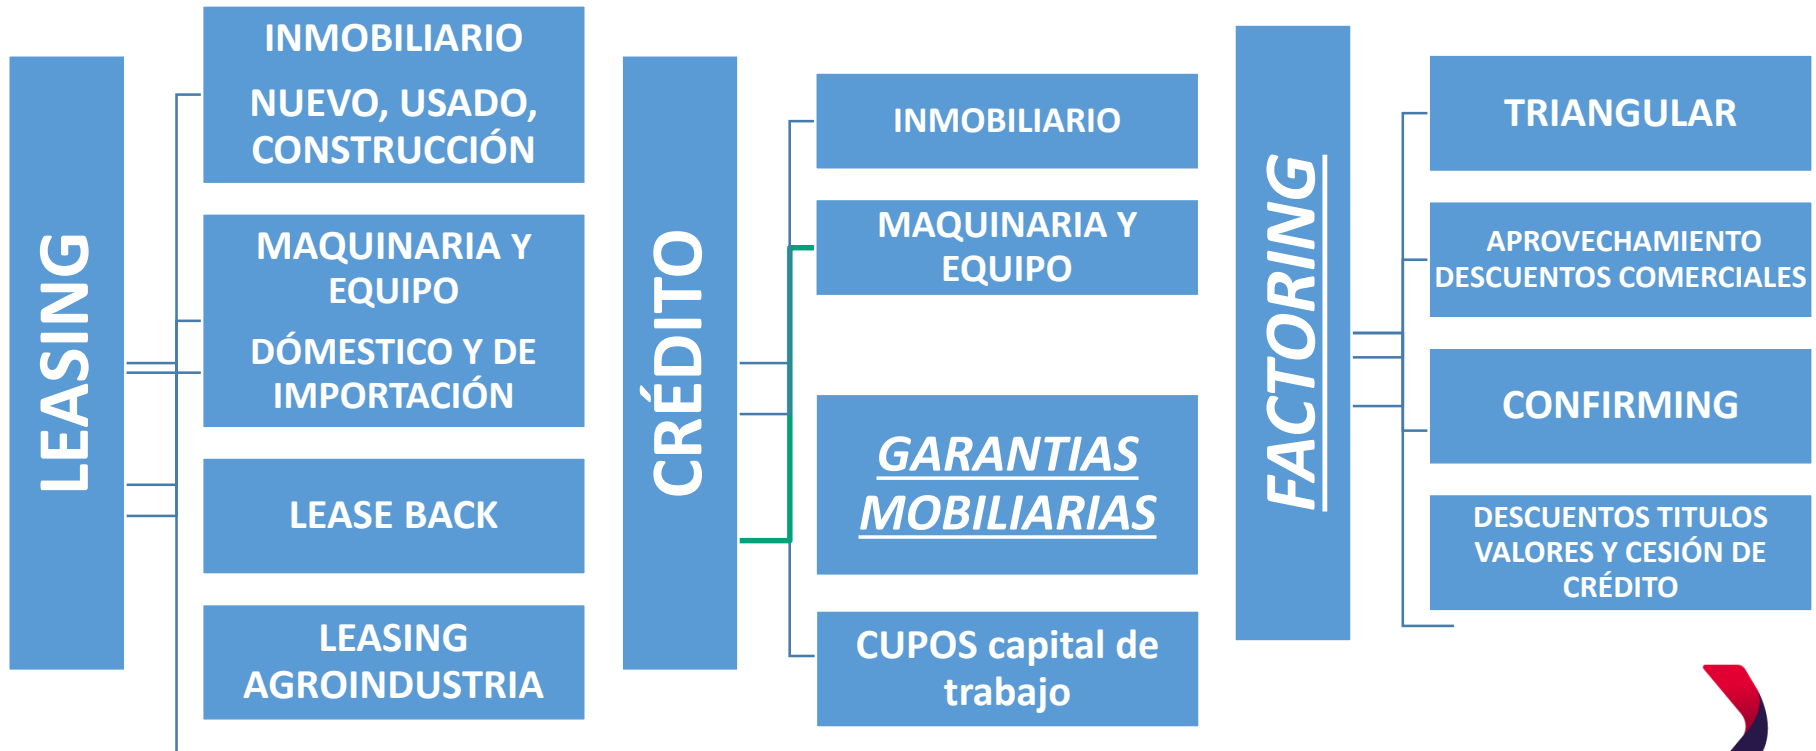 LEASING
INMOBILIARIO
NUEVO, USADO,
CONSTRUCCIÓN
MAQUINARIA Y
EQUIPO
DÓMESTICO Y DE
IMPORTACIÓN
LEASE BACK
LEASING
AGROINDUSTRIA
CRÉDITO
INMOBILIARIO
MAQUINARIA Y
EQUIPO
GARANTIAS
MOBILIARIAS
CUPOS capital de
trabajo
FACTORING
TRIANGULAR
APROVECHAMIENTO
DESCUENTOS COMERCIALES
CONFIRMING
DESCUENTOS TITULOS
VALORES Y CESIÓN DE
CRÉDITO